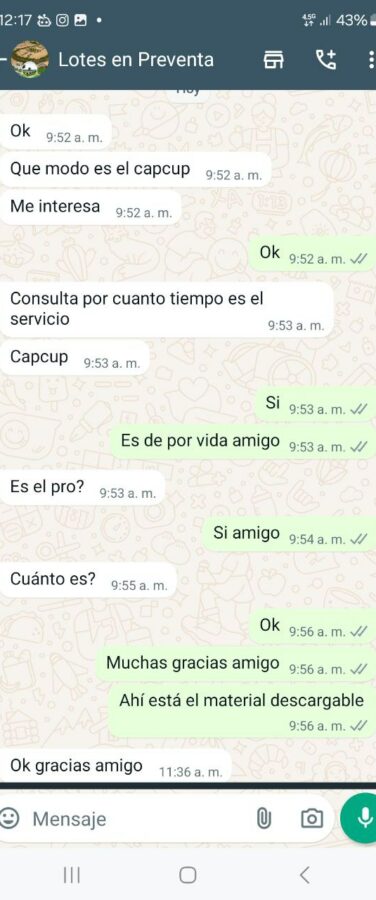 12:17 43%
Lotes en Preventa
Hoy
Ok 9:52 a. m.
Que modo es el capcup 9:52 a. m.
Me interesa 9:52 a. m.
Ok 9:52 a. m.
Consulta por cuanto tiempo es el
servicio 9:53 a. m.
Capcup 9:53 a. m.
Si 9:53 a. m.
Es de por vida amigo 9:53 a. m.
Es el pro? 9:53 a. m.
Si amigo 9:54 a. m.
Cuánto es? 9:55 a. m.
Ok 9:56 a. m.
Muchas gracias amigo 9:56 a. m.
Ahí está el material descargable
9:56 a. m.
Ok gracias amigo 11:36 a. m.
Mensaje